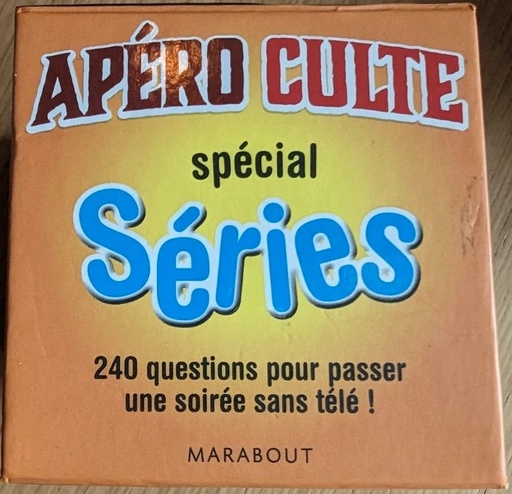 APÉRO CULTE
spécial
Séries
240 questions pour passer
une soirée sans télé !
MARABOUT